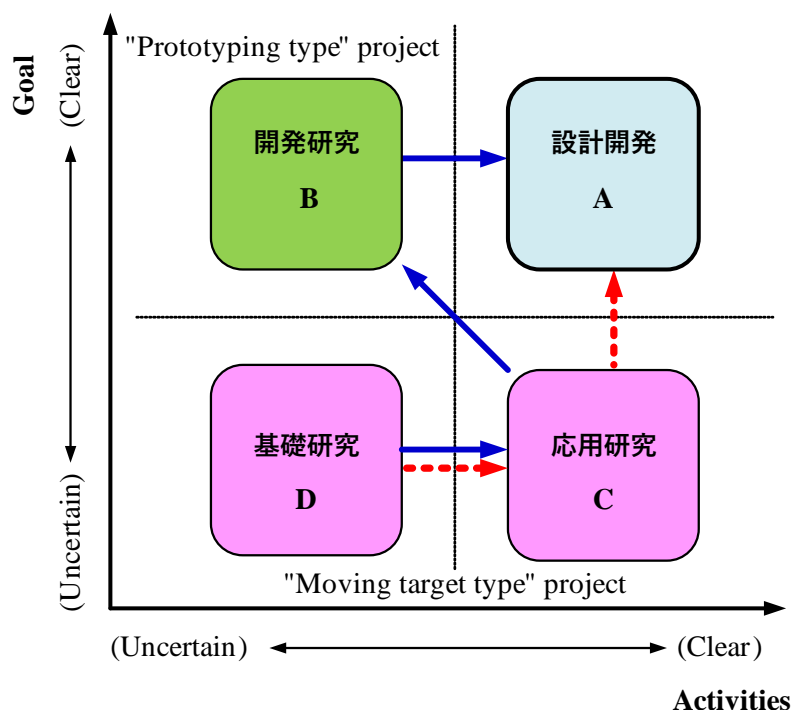 "Prototyping type" project
Goal
(Clear)
開発研究
B
設計開発
A
基礎研究
D
応用研究
C
(Uncertain)
"Moving target type" project
(Uncertain)
(Clear)
Activities